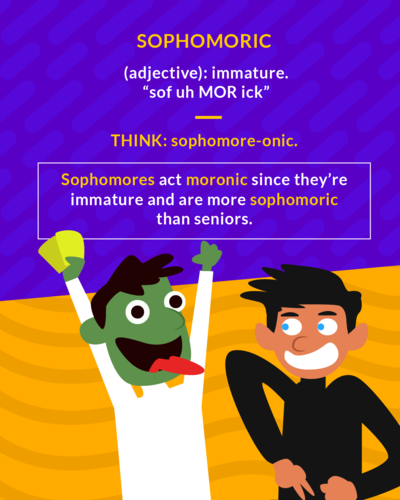 SOPHOMORIC
(adjective): immature.
“sof uh MOR ick”
THINK: sophomore-onic.
Sophomores act moronic since they’re
immature and are more sophomoric
than seniors.